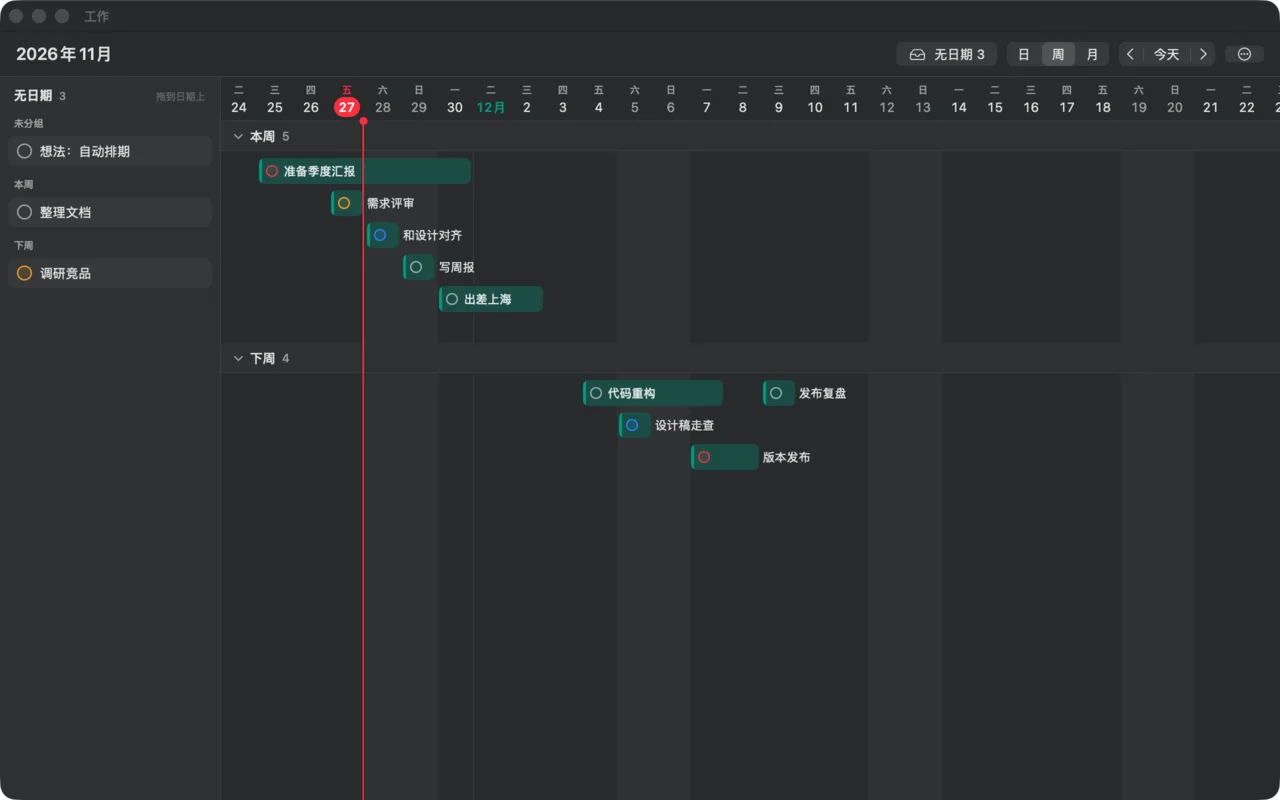 工作
2026年11月
无日期 3
日 周 月
今天
无日期 3 拖到日期上
未分组
想法：自动排期
本周
整理文档
下周
调研竞品
二 三 四 五 六 日 一 二 三 四 五 六 日 一 二 三 四 五 六 日 一 二 三 四 五 六 日 一 二
24 25 26 27 28 29 30 12月 2 3 4 5 6 7 8 9 10 11 12 13 14 15 16 17 18 19 20 21 22
本周 5
准备季度汇报
需求评审
和设计对齐
写周报
出差上海
下周 4
代码重构 发布复盘
设计稿走查
版本发布